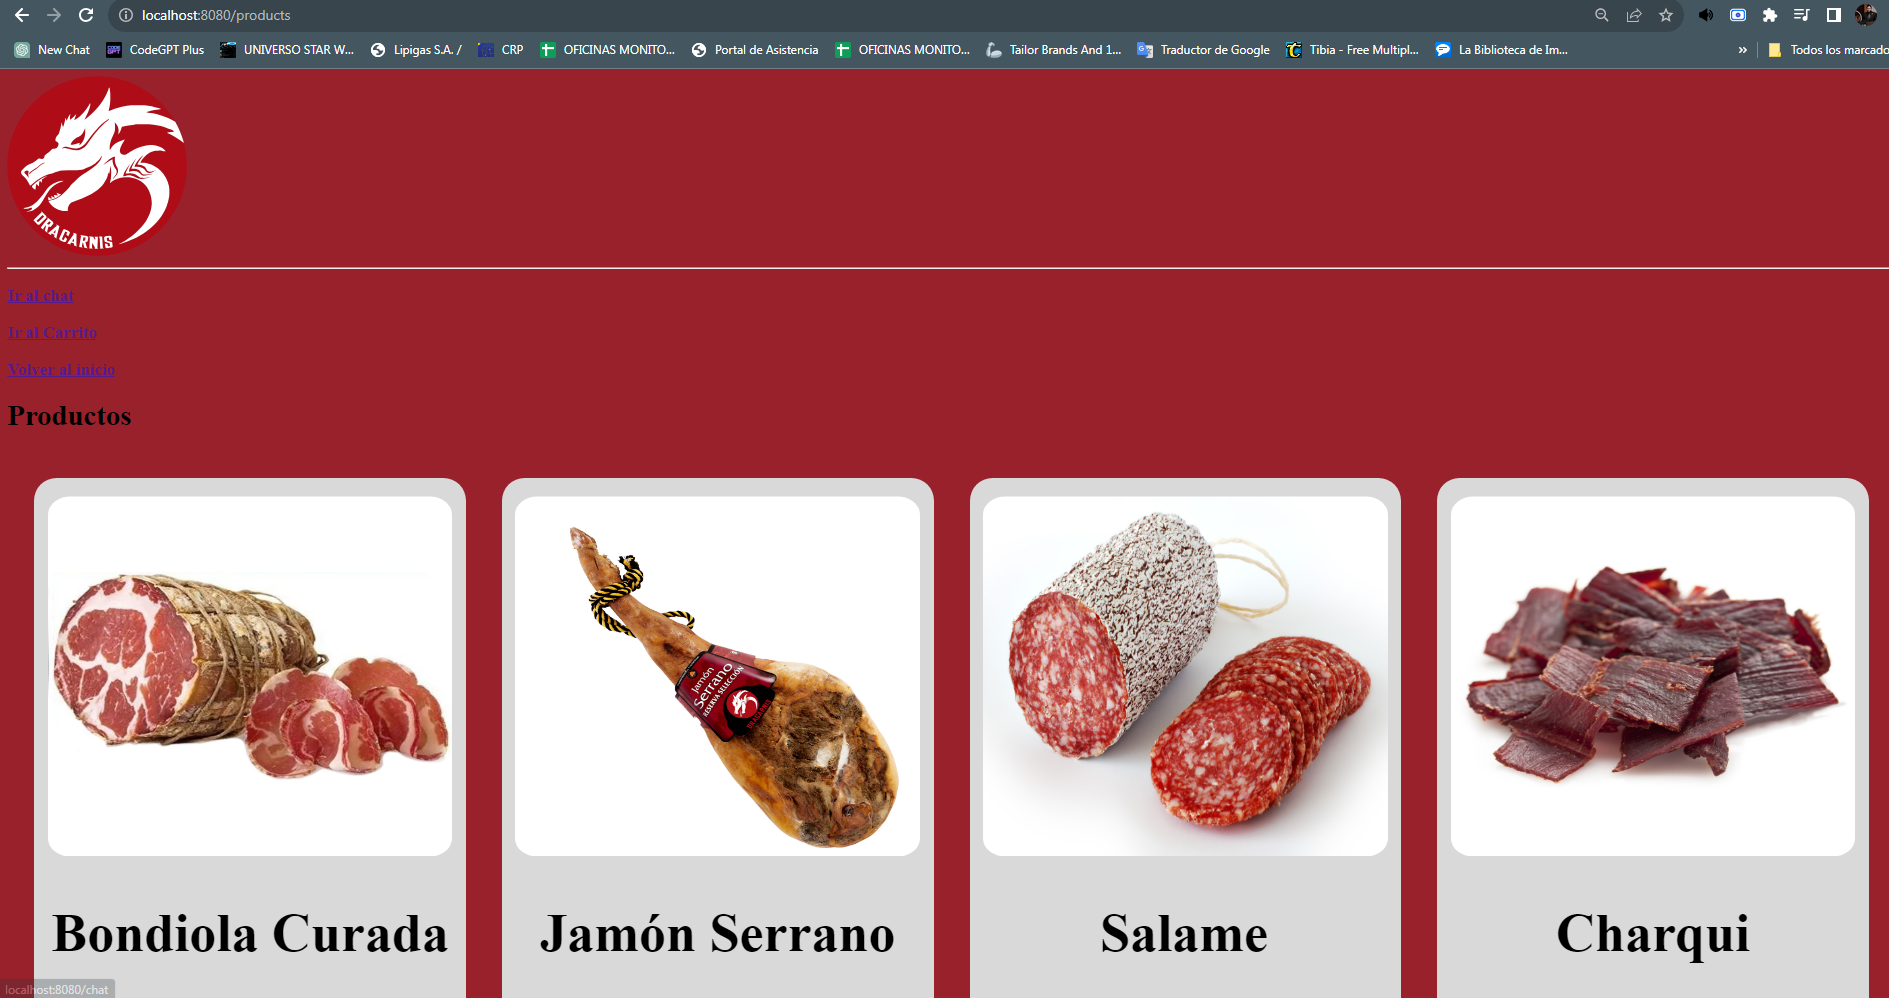 localhost:8080/products
New Chat CodeGPT Plus UNIVERSO STAR W... Lipigas S.A. / CRP OFICINAS MONITO... Portal de Asistencia OFICINAS MONITO... Tailor Brands And 1... Traductor de Google Tibia - Free Multipl... La Biblioteca de Im... » Todos los marcado
DRACARNIS
Ir al chat
Ir al Carrito
Volver al inicio
Productos
Jamón
Serrano
RESERVA SELECCIÓN
DRACARNIS
Bondiola Curada Jamón Serrano Salame Charqui
localhost:8080/chat